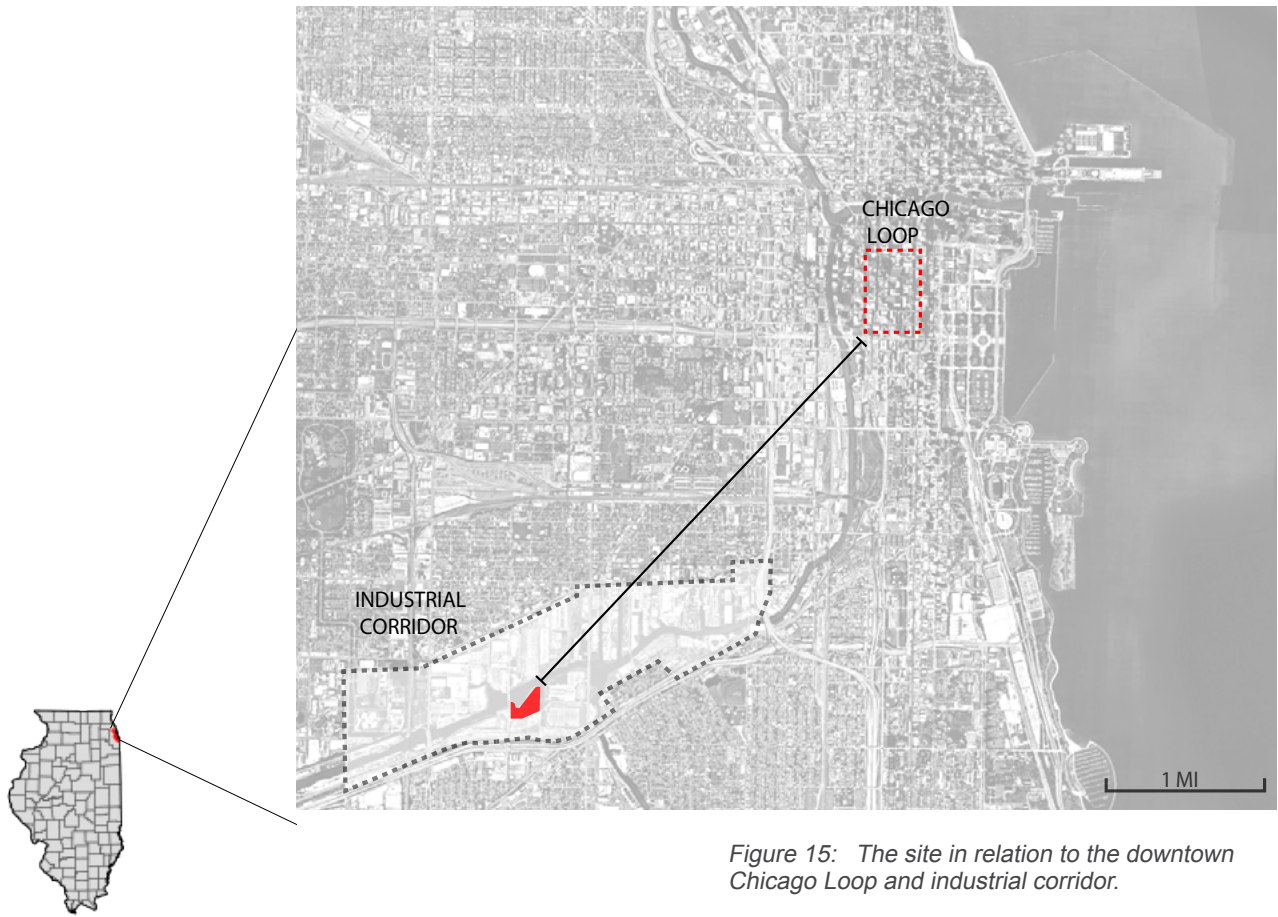 CHICAGO
LOOP
INDUSTRIAL
CORRIDOR
1 MI
Figure 15: The site in relation to the downtown
Chicago Loop and industrial corridor.